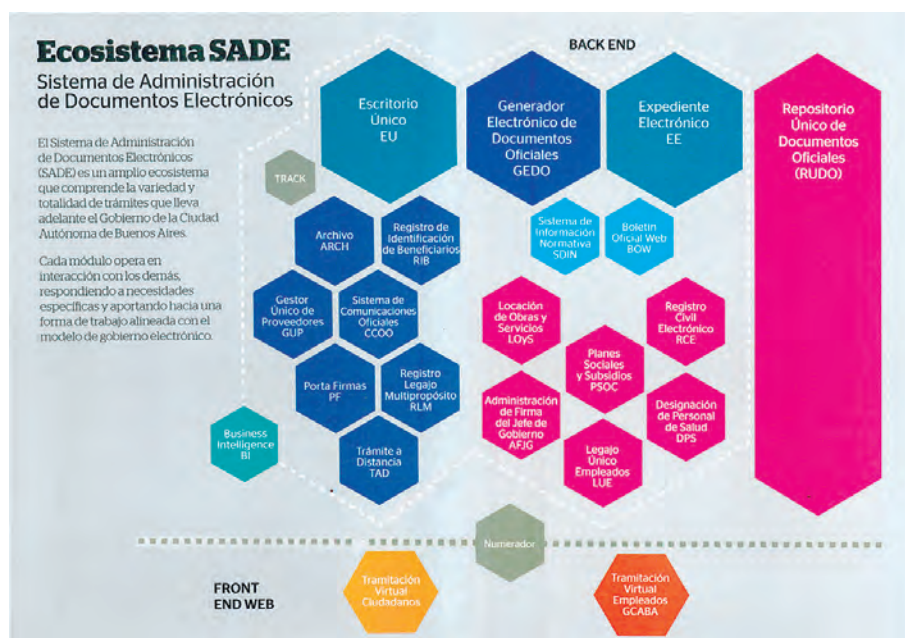 Ecosistema SADE
Sistema de Administración
de Documentos Electrónicos
El Sistema de Administración
de Documentos Electrónicos
(SADE) es un amplio ecosistema
que comprende la variedad y
totalidad de trámites que lleva
adelante el Gobierno de la Ciudad
Autónoma de Buenos Aires.
Cada módulo opera en
interacción con los demás,
respondiendo a necesidades
específicas y aportando hacia una
forma de trabajo alineada con el
modelo de gobierno electrónico.
BACK END
Escritorio
Único
EU
Generador
Electrónico de
Documentos
Oficiales
GEDO
Expediente
Electrónico
EE
Repositorio
Único de
Documentos
Oficiales
(RUDO)
TRACK
Archivo
ARCH
Registro de
Identificación
de Beneficiarios
RIB
Sistema de
Información
Normativa
SDIN
Boletín
Oficial Web
BOW
Gestor
Único de
Proveedores
GUP
Sistema de
Comunicaciones
Oficiales
CCOO
Locación
de Obras y
Servicios
LOyS
Registro
Civil
Electrónico
RCE
Planes
Sociales
y Subsidios
PSOC
Porta Firmas
PF
Registro
Legajo
Multipropósito
RLM
Administración
de Firma
del Jefe de
Gobierno
AFJG
Designación
de Personal
de Salud
DPS
Business
Intelligence
BI
Trámite a
Distancia
TAD
Legajo
Único
Empleados
LUE
Numerador
FRONT
END WEB
Tramitación
Virtual
Ciudadanos
Tramitación
Virtual
Empleados
GCABA